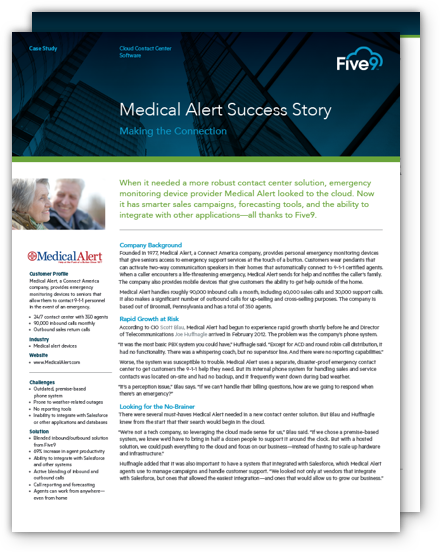 Case Study
Cloud Contact Center
Software
Five9
Medical Alert Success Story
Making the Connection
When it needed a more robust contact center solution, emergency
monitoring device provider Medical Alert looked to the cloud. Now
it has smarter sales campaigns, forecasting tools, and the ability to
integrate with other applications—all thanks to Five9.
MedicalAlert
Customer Profile
Medical Alert, a Connect America
company, provides emergency
monitoring devices to seniors that
allow them to contact 9-1-1 personnel
in the event of an emergency.
• 24/7 contact center with 350 agents
• 90,000 inbound calls monthly
• Outbound sales return calls
Industry
• Medical alert devices
Website
• www.MedicalAlert.com
Challenges
• Outdated, premise-based
phone system
• Prone to weather-related outages
• No reporting tools
• Inability to integrate with Salesforce
or other applications and databases
Solution
• Blended inbound/outbound solution
from Five9
• 69% increase in agent productivity
• Ability to integrate with Salesforce
and other systems
• Active blending of inbound and
outbound calls
• Call reporting and forecasting
• Agents can work from anywhere—
even from home
Company Background
Founded in 1977, Medical Alert, a Connect America company, provides personal emergency monitoring devices
that give seniors access to emergency support services at the touch of a button. Customers wear pendants that
can activate two-way communication speakers in their homes that automatically connect to 9-1-1 certified agents.
When a caller encounters a life-threatening emergency, Medical Alert sends for help and notifies the caller's family.
The company also provides mobile devices that give customers the ability to get help outside of the home.
Medical Alert handles roughly 90,000 inbound calls a month, including 60,000 sales calls and 30,000 support calls.
It also makes a significant number of outbound calls for up-selling and cross-selling purposes. The company is
based out of Broomall, Pennsylvania and has a total of 350 agents.
Rapid Growth at Risk
According to CIO Scott Blau, Medical Alert had begun to experience rapid growth shortly before he and Director
of Telecommunications Joe Huffnagle arrived in February 2012. The problem was the company's phone system.
"It was the most basic PBX system you could have," Huffnagle said. "Except for ACD and round robin call distribution, it
had no functionality. There was a whispering coach, but no supervisor line. And there were no reporting capabilities."
Worse, the system was susceptible to trouble. Medical Alert uses a separate, disaster-proof emergency contact
center to get customers the 9-1-1 help they need. But its internal phone system for handling sales and service
contacts was located on-site and had no backup, and it frequently went down during bad weather.
"It's a perception issue," Blau says. "If we can't handle their billing questions, how are we going to respond when
there's an emergency?"
Looking for the No-Brainer
There were several must-haves Medical Alert needed in a new contact center solution. But Blau and Huffnagle
knew from the start that their search would begin in the cloud.
"We're not a tech company, so leveraging the cloud made sense for us," Blau said. "If we chose a premise-based
system, we knew we'd have to bring in half a dozen people to support it around the clock. But with a hosted
solution, we could push everything to the cloud and focus on our business—instead of having to scale up hardware
and infrastructure."
Huffnagle added that it was also important to have a system that integrated with Salesforce, which Medical Alert
agents use to manage campaigns and handle customer support. "We looked not only at vendors that integrate
with Salesforce, but ones that allowed the easiest integration—and ones that would allow us to grow our business."